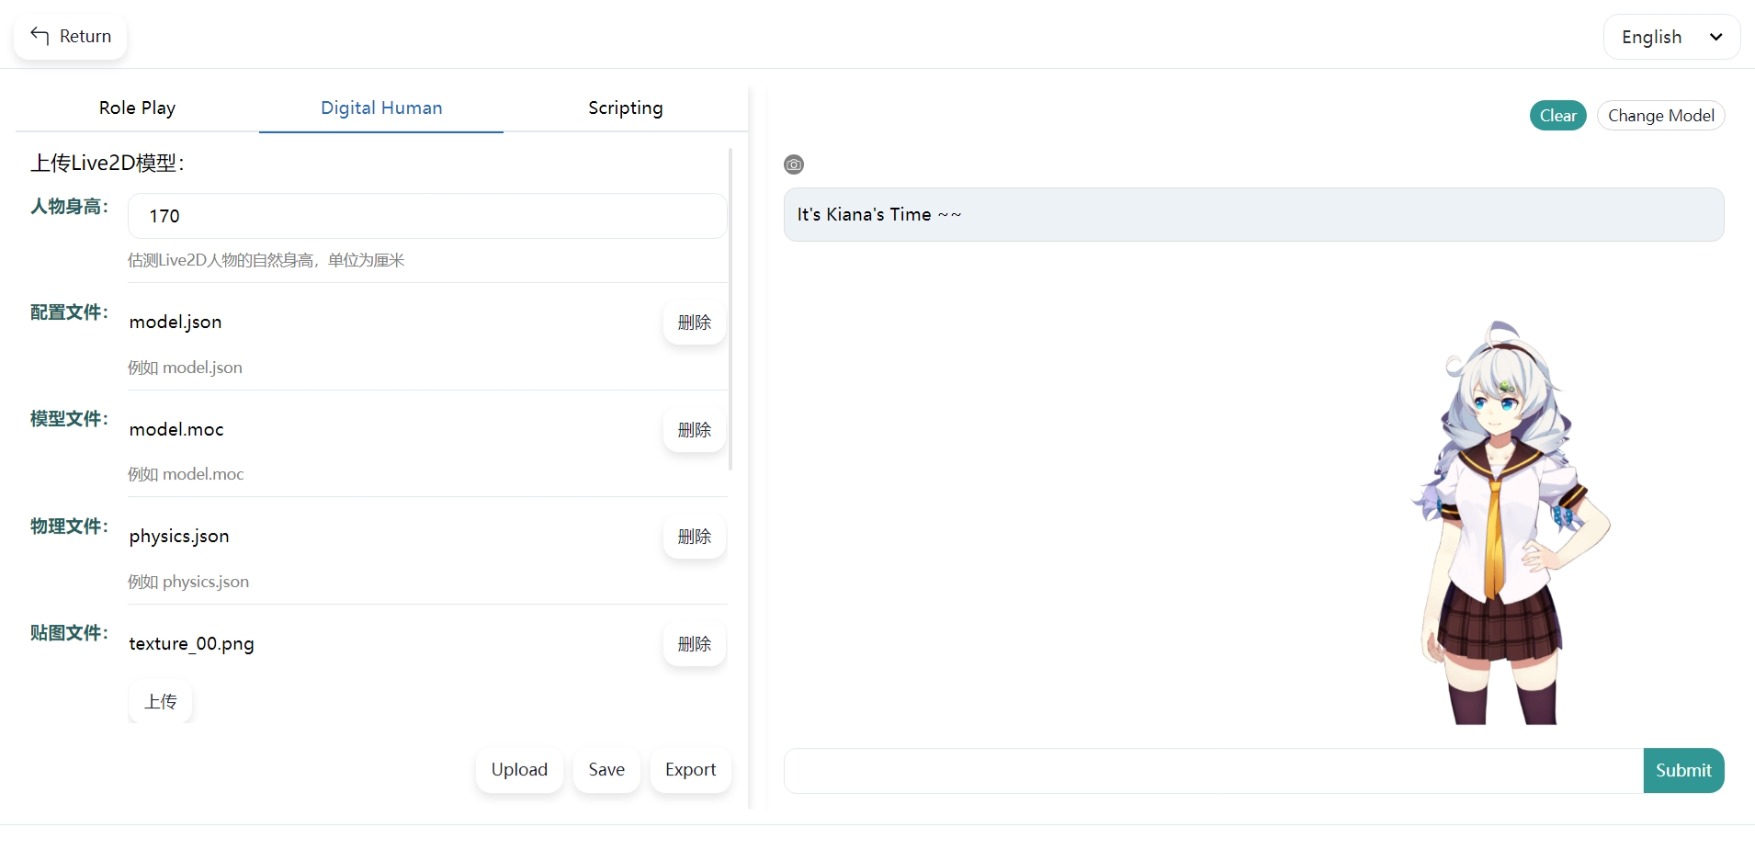 Return
English
Role Play
Digital Human
Scripting
上传Live2D模型：
人物身高：
170
估测Live2D人物的自然身高，单位为厘米
配置文件：
model.json
删除
例如 model.json
模型文件：
model.moc
删除
例如 model.moc
物理文件：
physics.json
删除
例如 physics.json
贴图文件：
texture_00.png
删除
上传
Upload
Save
Export
Clear
Change Model
It's Kiana's Time ~~
Submit